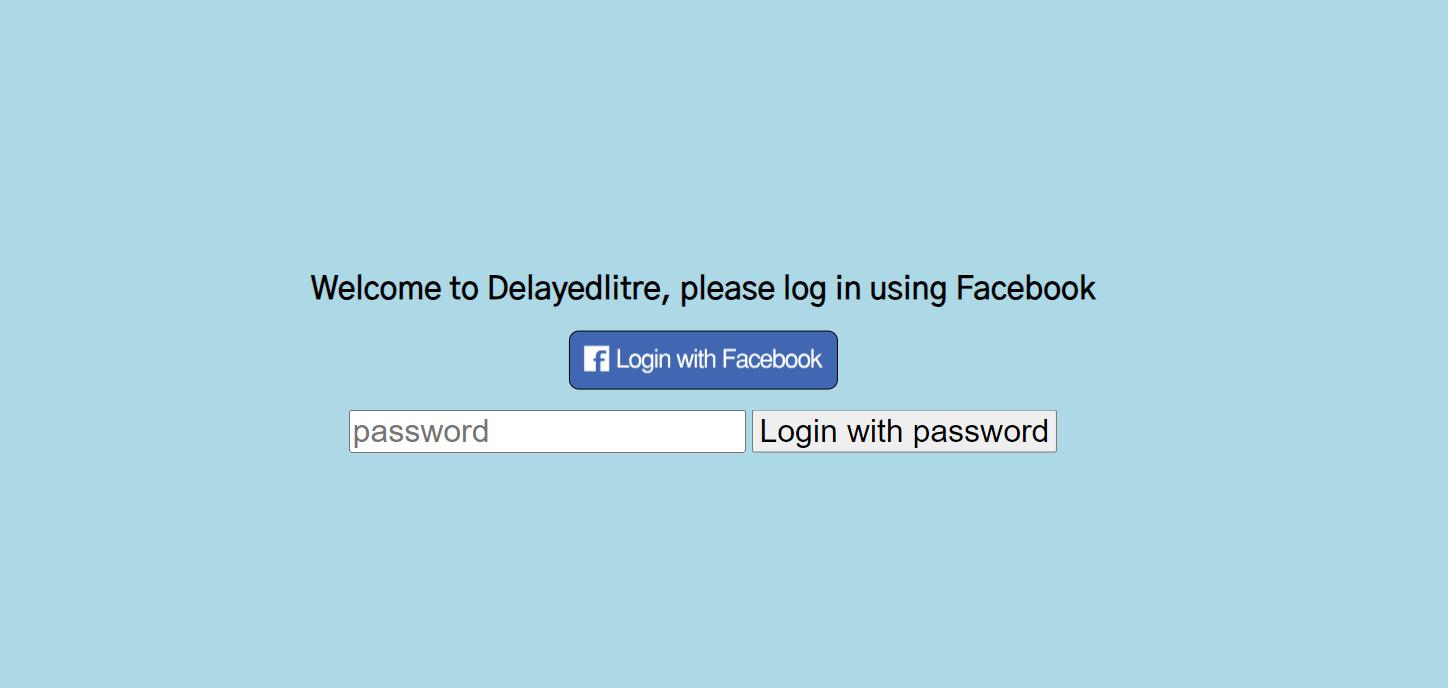 Welcome to Delayedlitre, please log in using Facebook
f Login with Facebook
password Login with password